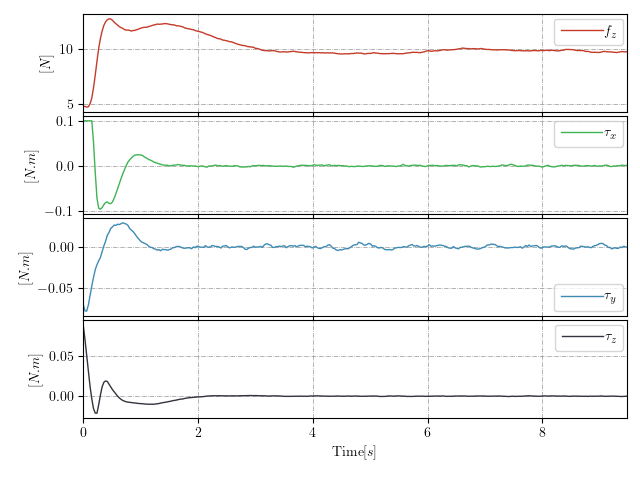 10
5
[N]
f_z
0.1
0.0
−0.1
[N.m]
τ_x
0.00
−0.05
[N.m]
τ_y
0.05
0.00
[N.m]
τ_z
0 2 4 6 8
Time[s]